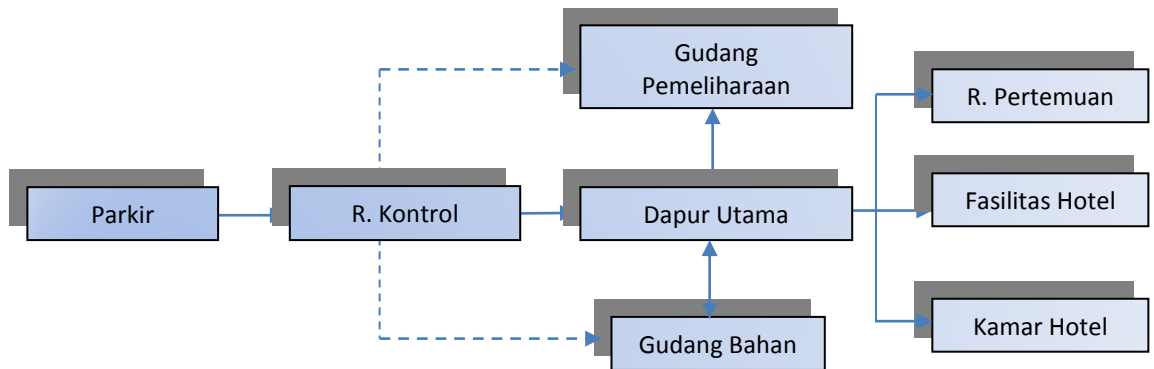 Gudang
Pemeliharaan
R. Pertemuan
Parkir
R. Kontrol
Dapur Utama
Fasilitas Hotel
Gudang Bahan
Kamar Hotel